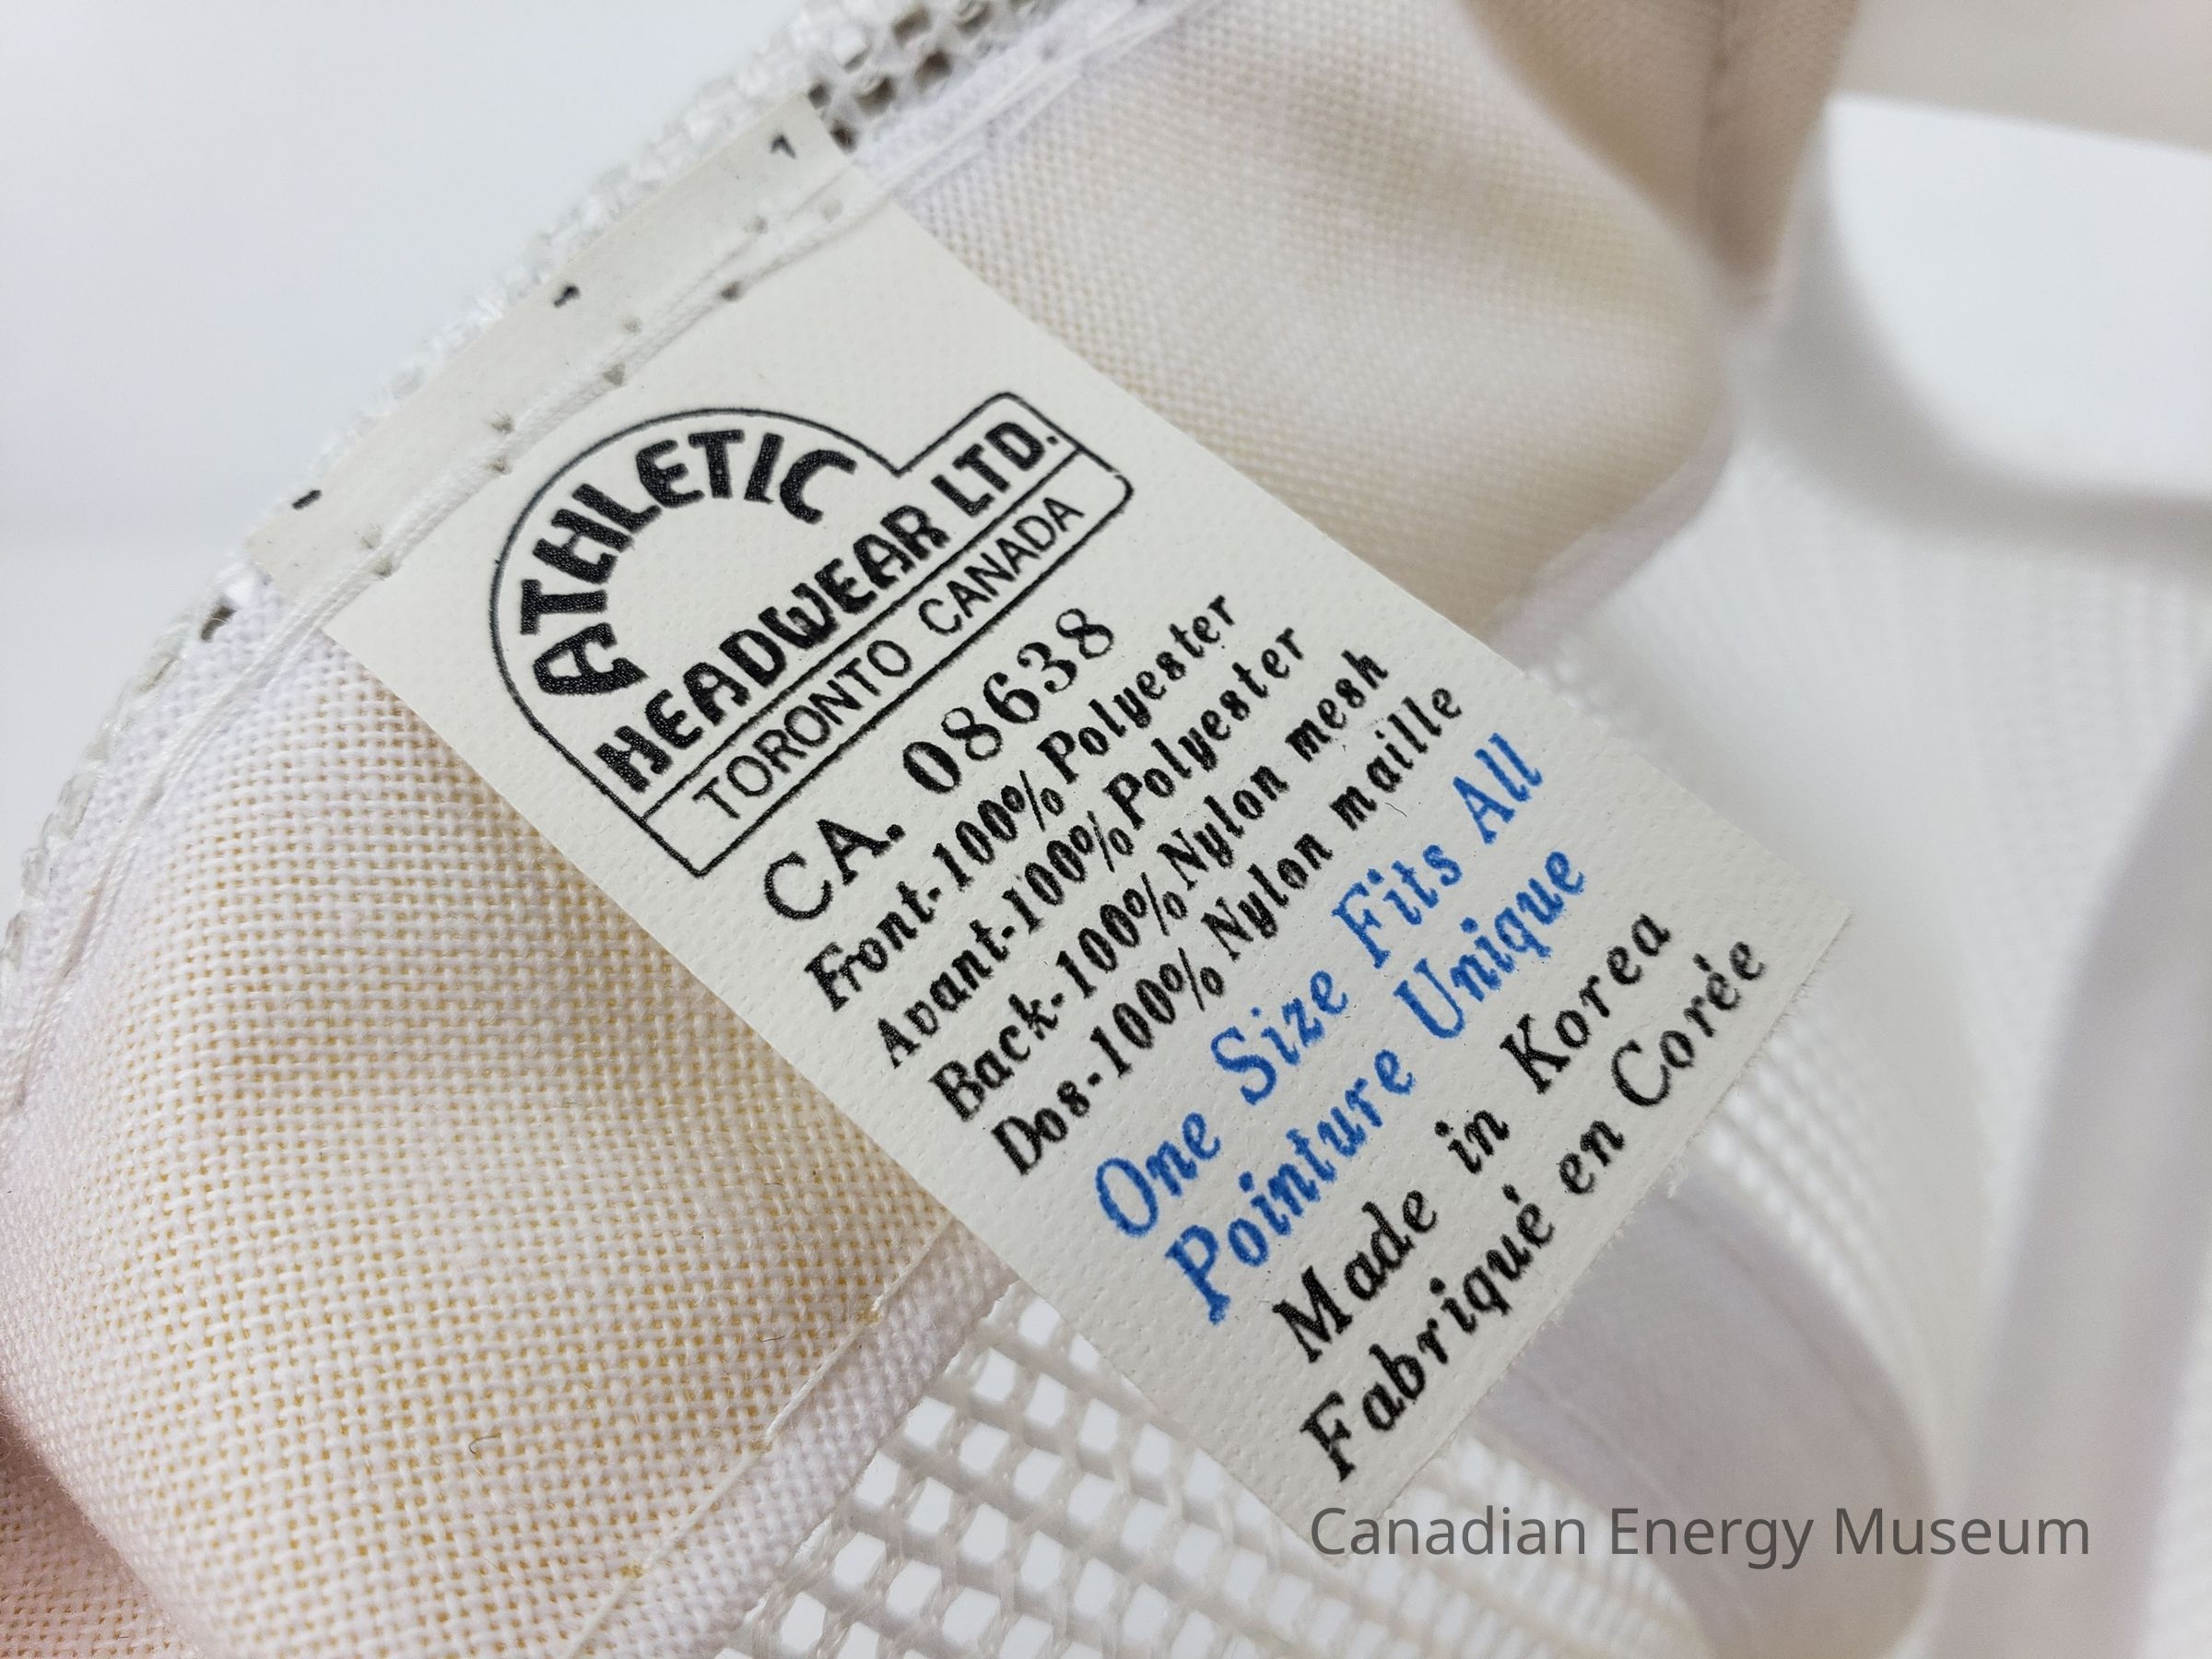 ATHLETIC
HEADWEAR LTD.
TORONTO CANADA
CA. 08638
Front-100% Polyester
Avant-100% Polyester
Back-100% Nylon mesh
Dos-100% Nylon maille
One Size Fits All
Pointure Unique
Made in Korea
Fabriqué en Corée
Canadian Energy Museum